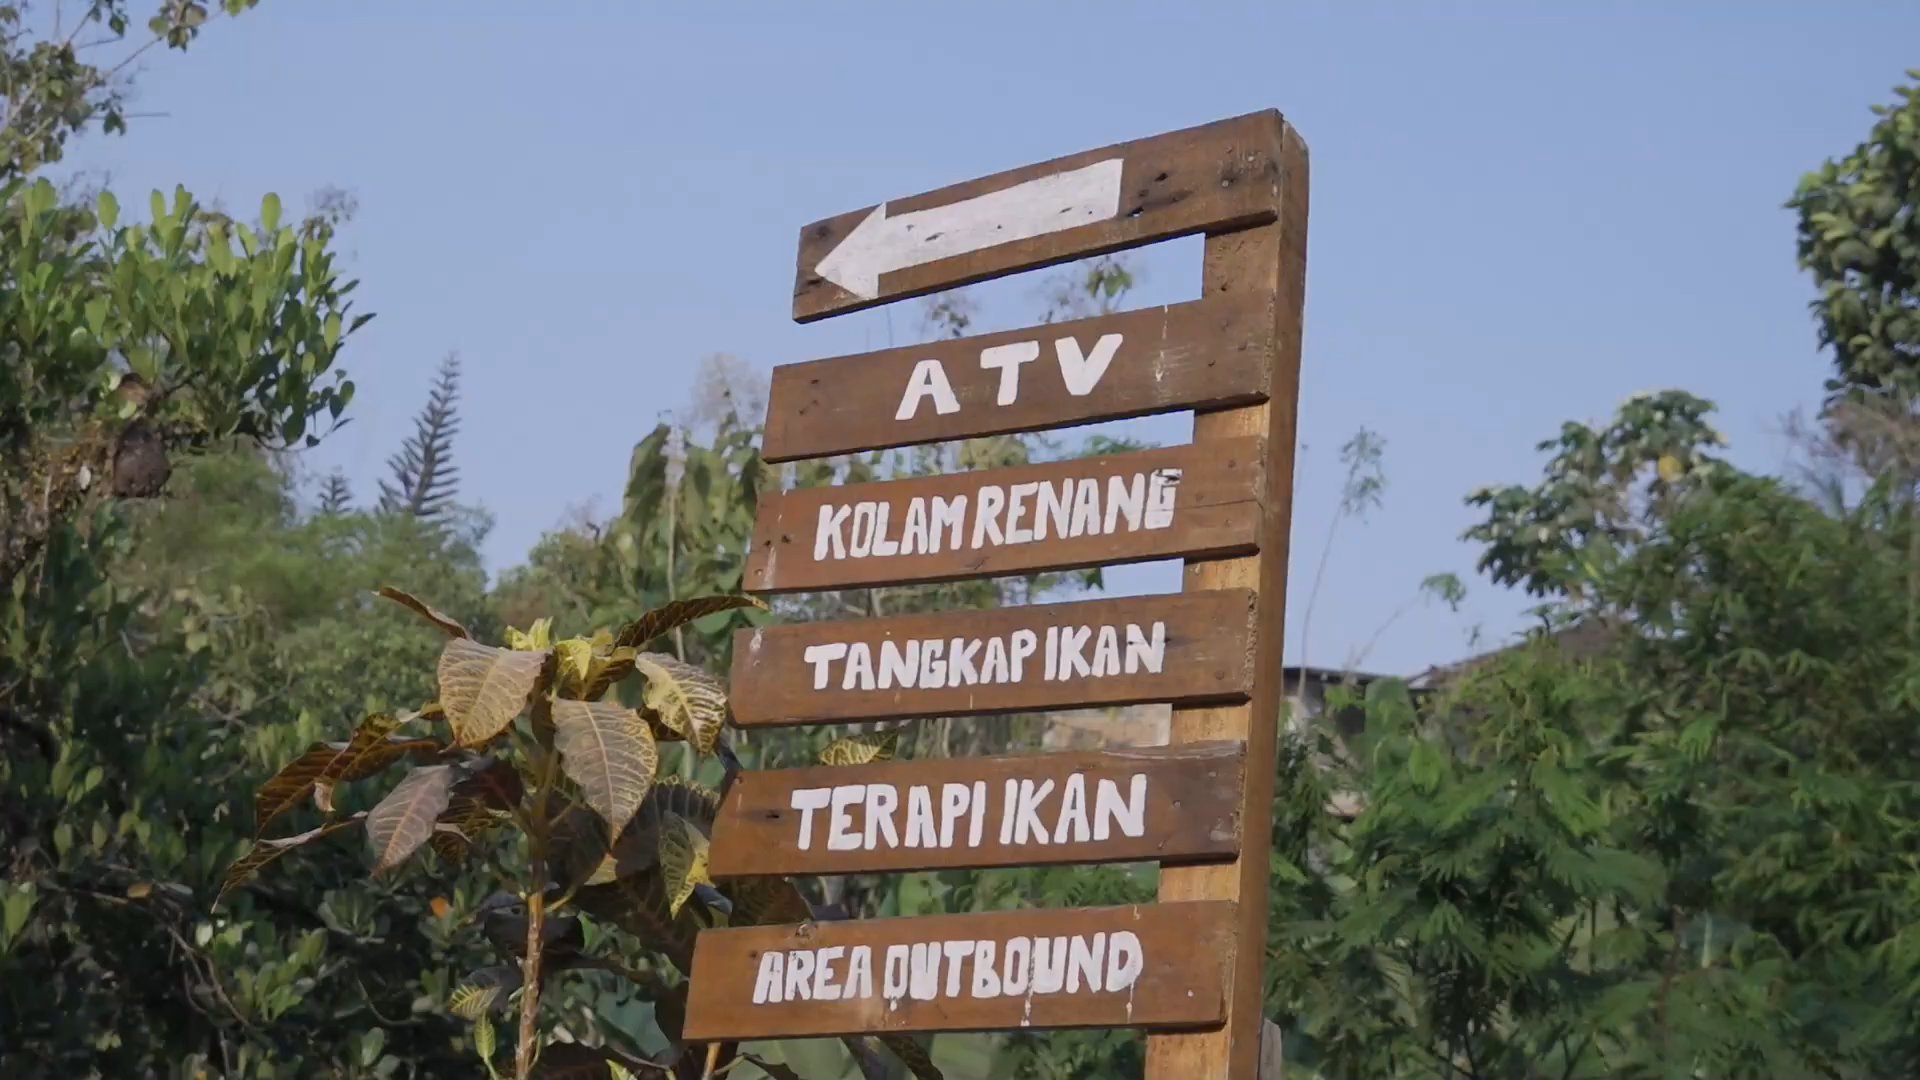 ATV
KOLAM RENANG
TANGKAP IKAN
TERAPI IKAN
AREA OUTBOUND